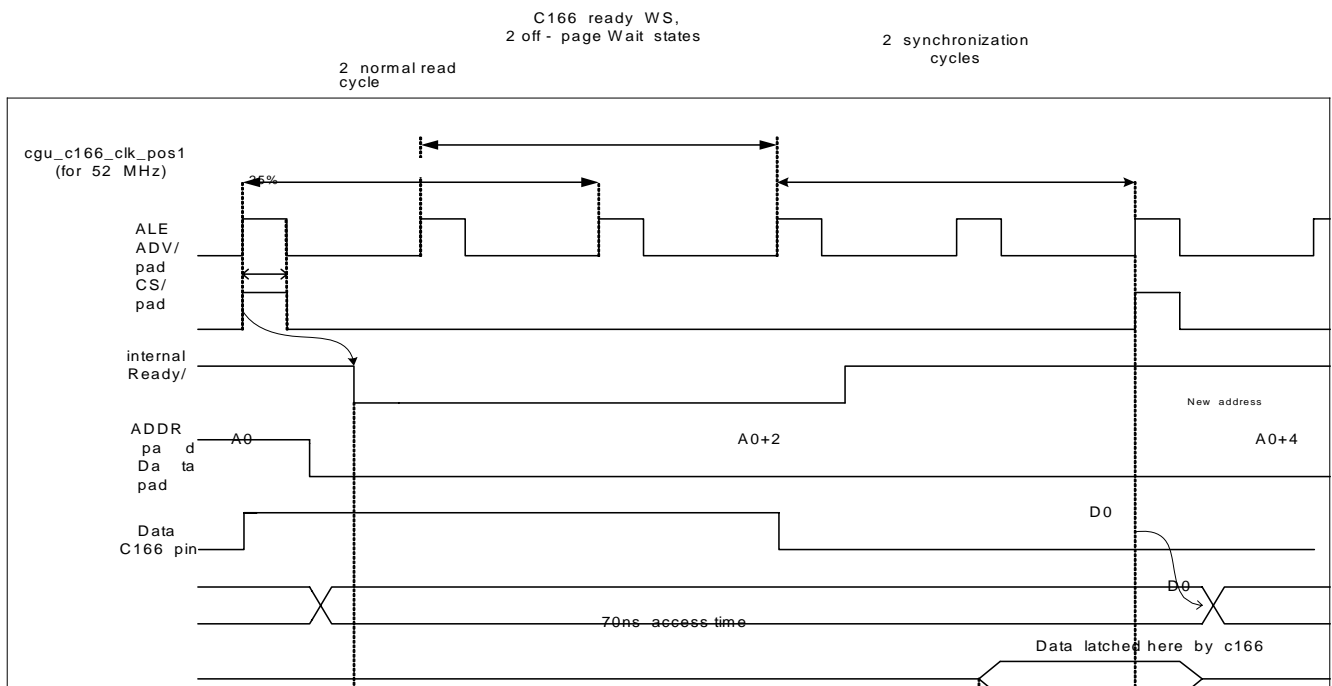 C166 ready WS,
2 off - page Wait states
2 synchronization
cycles
2 normal read
cycle
cgu_c166_clk_pos1
(for 52 MHz)
25%
ALE
ADV/
pad
CS/
pad
internal
Ready/
New address
ADDR
pa d
Da ta
pad
A0
A0+2
A0+4
D0
Data
C166 pin
D0
70ns access time
Data latched here by c166